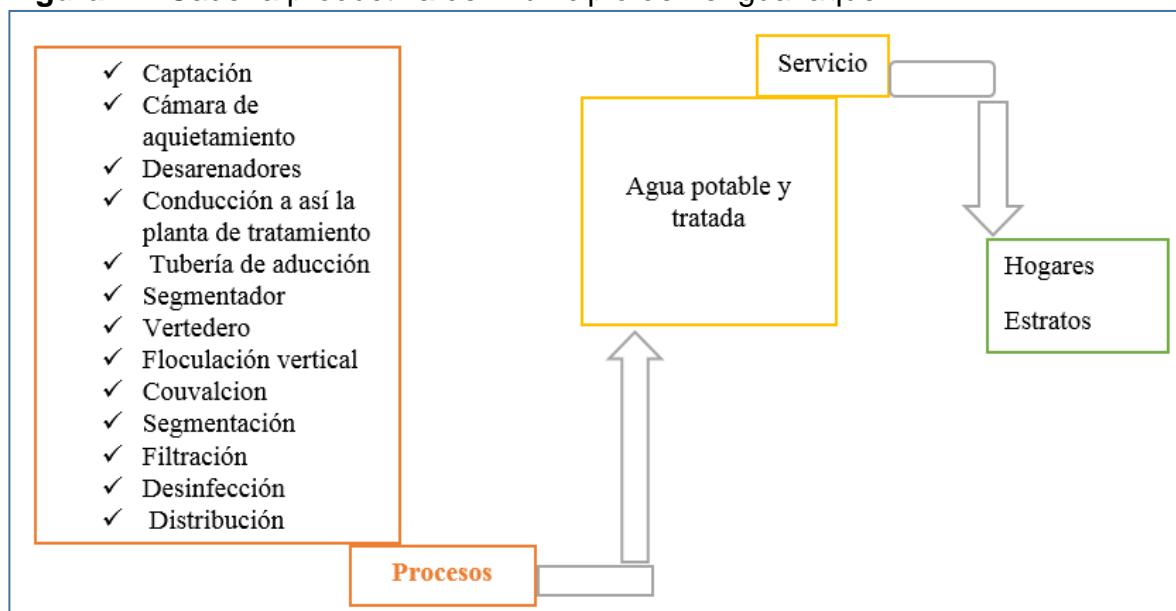 Captación
Cámara de
aquietamiento
Desarenadores
Conducción a así la
planta de tratamiento
Tubería de aducción
Segmentador
Vertedero
Floculación vertical
Couvalcion
Segmentación
Filtración
Desinfección
Distribución
Procesos
Servicio
Agua potable y
tratada
Hogares
Estratos